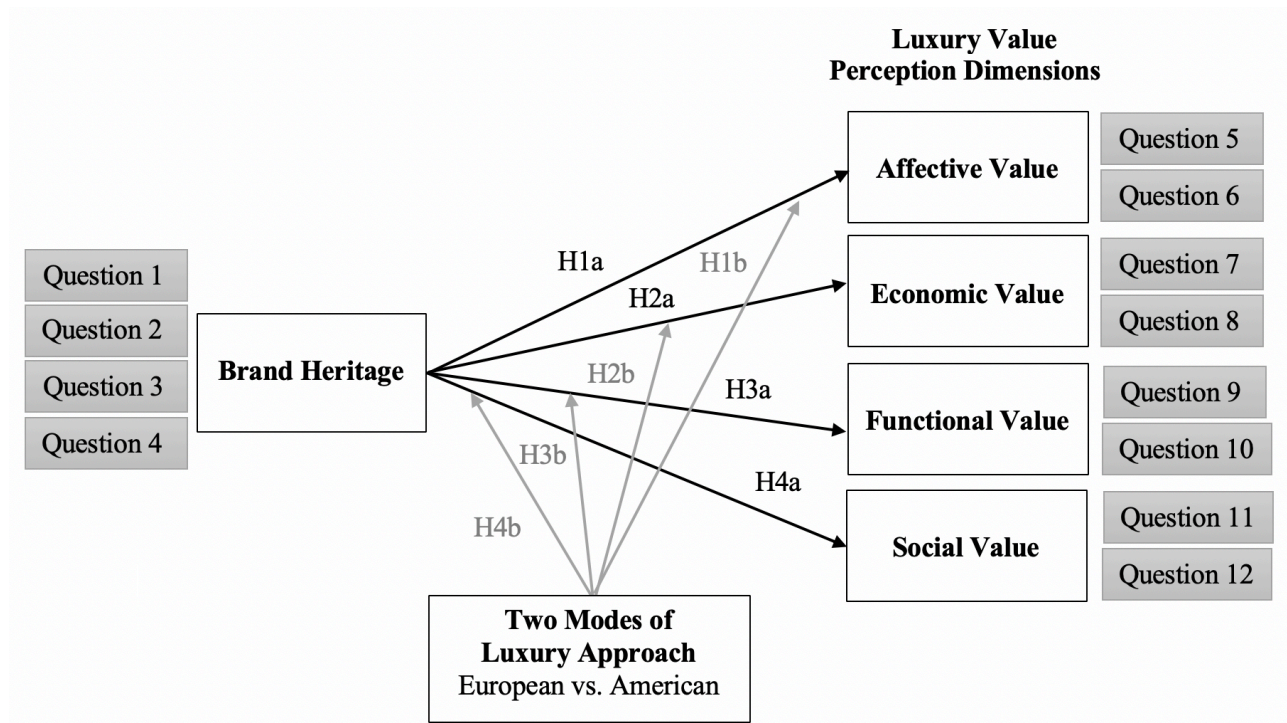 Luxury Value
Perception Dimensions
Question 1
Question 2
Question 3
Question 4
Brand Heritage
H1a
H1b
H2a
H2b
H3a
H3b
H4a
H4b
Affective Value
Question 5
Question 6
Economic Value
Question 7
Question 8
Functional Value
Question 9
Question 10
Social Value
Question 11
Question 12
Two Modes of
Luxury Approach
European vs. American